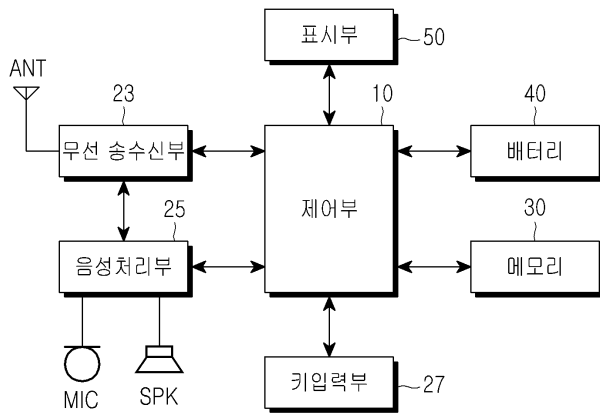 표시부
50
ANT
23
10
40
무선 송수신부
배터리
제어부
25
30
음성처리부
메모리
MIC
SPK
키입력부
27